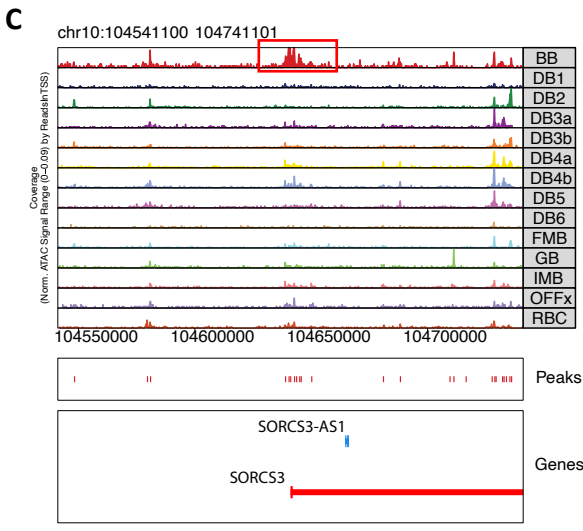 C
chr10:104541100 104741101
Coverage
(Norm. ATAC Signal Range (0–0.09) by ReadsInTSS)
BB
DB1
DB2
DB3a
DB3b
DB4a
DB4b
DB5
DB6
FMB
GB
IMB
OFFx
RBC
104550000 104600000 104650000 104700000
Peaks
SORCS3-AS1
SORCS3
Genes